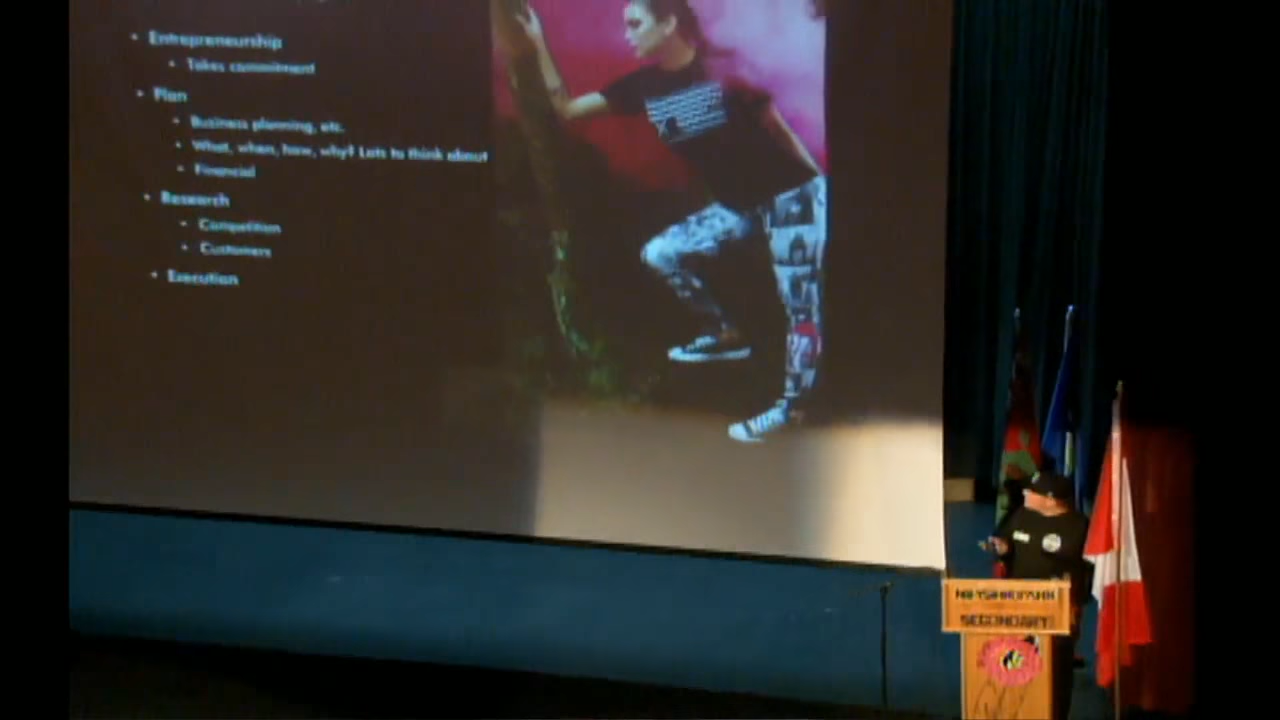 Entrepreneurship
Takes commitment
Plan
Business planning, etc.
What, when, how, why? Lots to think about
Financial
Research
Competition
Customers
Execution
SECONDARY